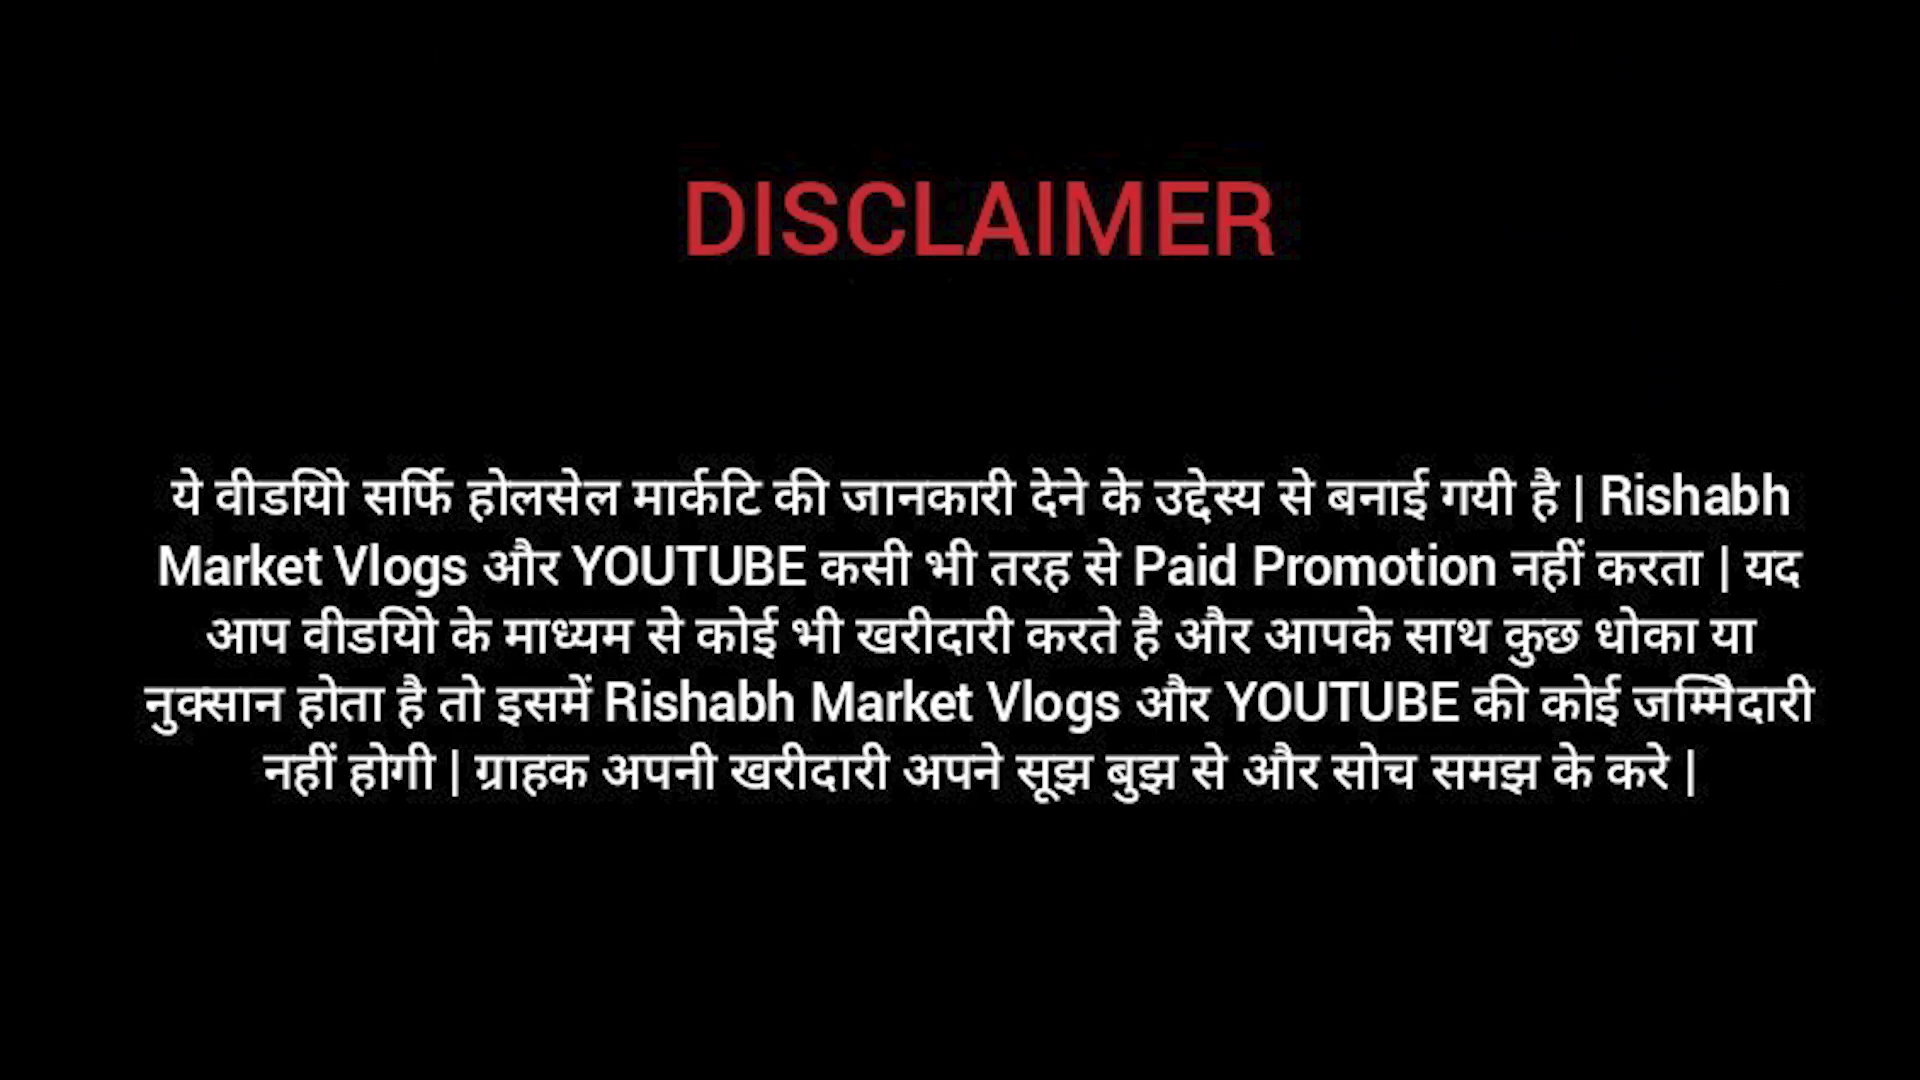 DISCLAIMER
ये वीडयिो सर्फि होलसेल मार्कटि की जानकारी देने के उद्देस्य से बनाई गयी है | Rishabh
Market Vlogs और YOUTUBE कसी भी तरह से Paid Promotion नहीं करता | यद
आप वीडयिो के माध्यम से कोई भी खरीदारी करते है और आपके साथ कुछ धोका या
नुक्सान होता है तो इसमें Rishabh Market Vlogs और YOUTUBE की कोई जम्मिेदारी
नहीं होगी | ग्राहक अपनी खरीदारी अपने सूझ बुझ से और सोच समझ के करे |